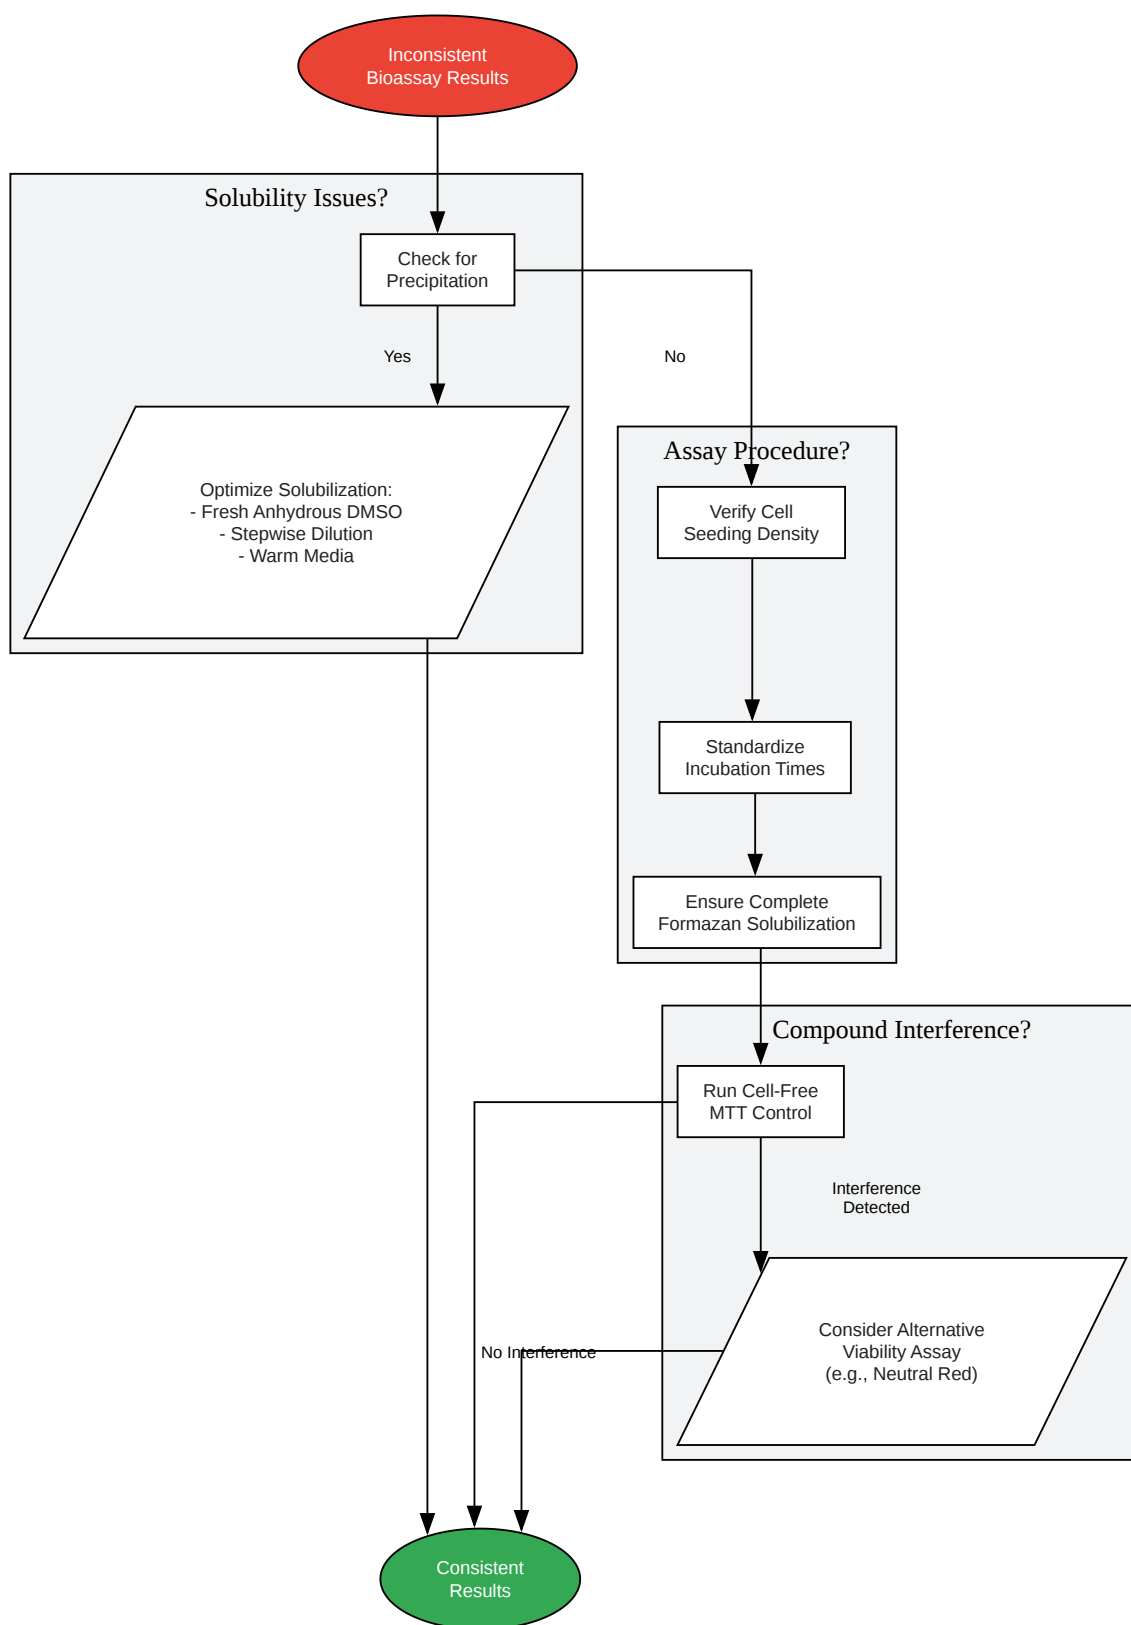 Inconsistent
Bioassay Results
Solubility Issues?
Check for
Precipitation
Yes
No
Optimize Solubilization:
- Fresh Anhydrous DMSO
- Stepwise Dilution
- Warm Media
Assay Procedure?
Verify Cell
Seeding Density
Standardize
Incubation Times
Ensure Complete
Formazan Solubilization
Compound Interference?
Run Cell-Free
MTT Control
Interference
Detected
No Interference
Consider Alternative
Viability Assay
(e.g., Neutral Red)
Consistent
Results